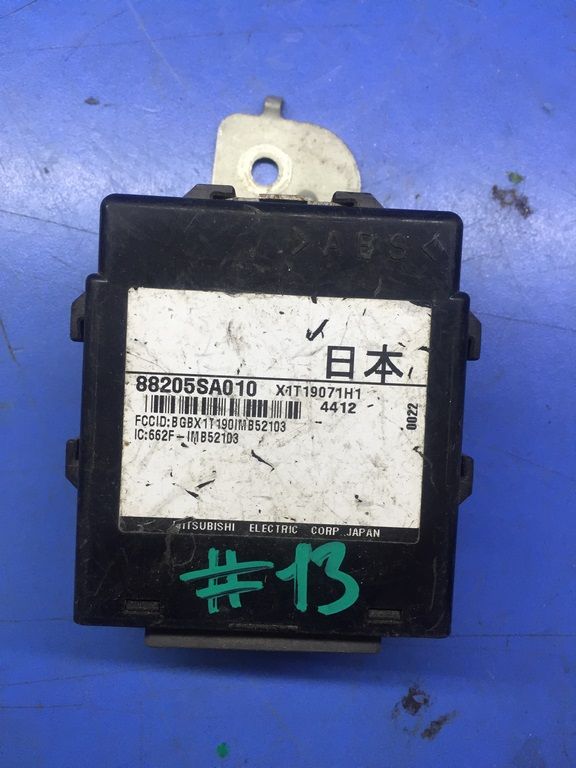 >ABS<
日本
88205SA010 X1T19071H1
4412
0022
FCCID:BGBX1T190IMB52103
IC:662F-IMB52103
MITSUBISHI ELECTRIC CORP. JAPAN
#13